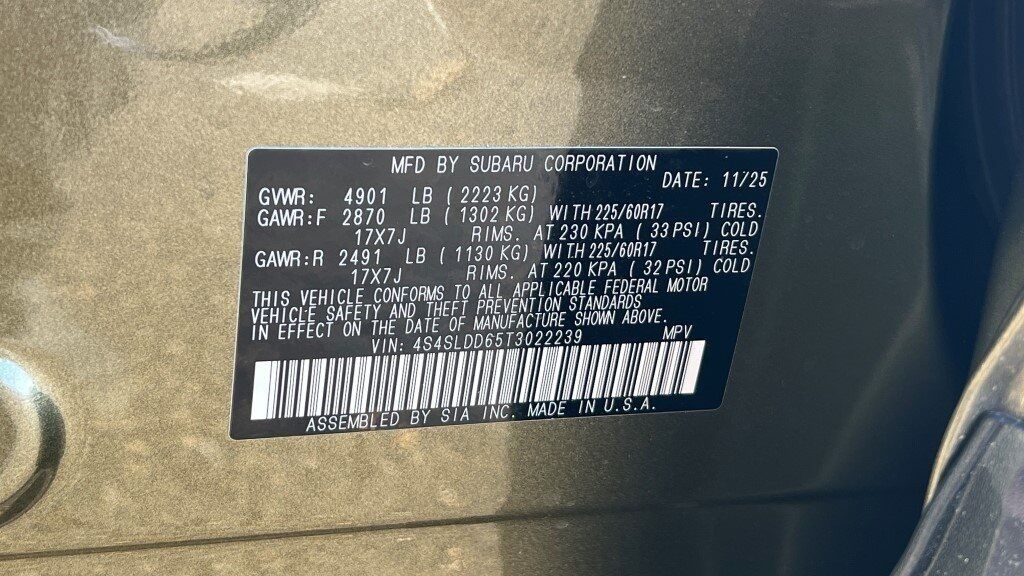 MFD BY SUBARU CORPORATION
DATE: 11/25
GVWR: 4901 LB ( 2223 KG)
GAWR:F 2870 LB ( 1302 KG) WITH 225/60R17 TIRES.
17X7J RIMS. AT 230 KPA ( 33 PSI) COLD
GAWR:R 2491 LB ( 1130 KG) WITH 225/60R17 TIRES.
17X7J RIMS. AT 220 KPA ( 32 PSI) COLD
THIS VEHICLE CONFORMS TO ALL APPLICABLE FEDERAL MOTOR
VEHICLE SAFETY AND THEFT PREVENTION STANDARDS
IN EFFECT ON THE DATE OF MANUFACTURE SHOWN ABOVE.
VIN: 4S4SLDD65T3022239 MPV
ASSEMBLED BY SIA INC. MADE IN U.S.A.